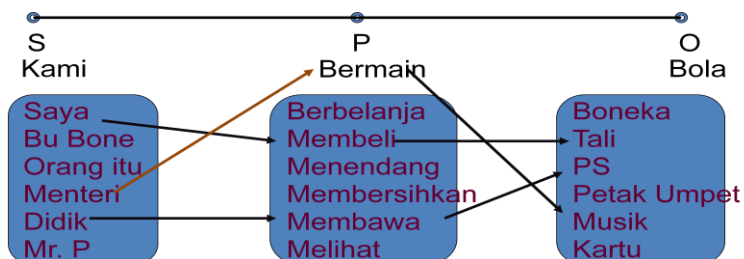 S P O
Kami Bermain Bola
Saya Berbelanja Boneka
Bu Bone Membeli Tali
Orang itu Menendang PS
Menteri Membersihkan Petak Umpet
Didik Membawa Musik
Mr. P Melihat Kartu